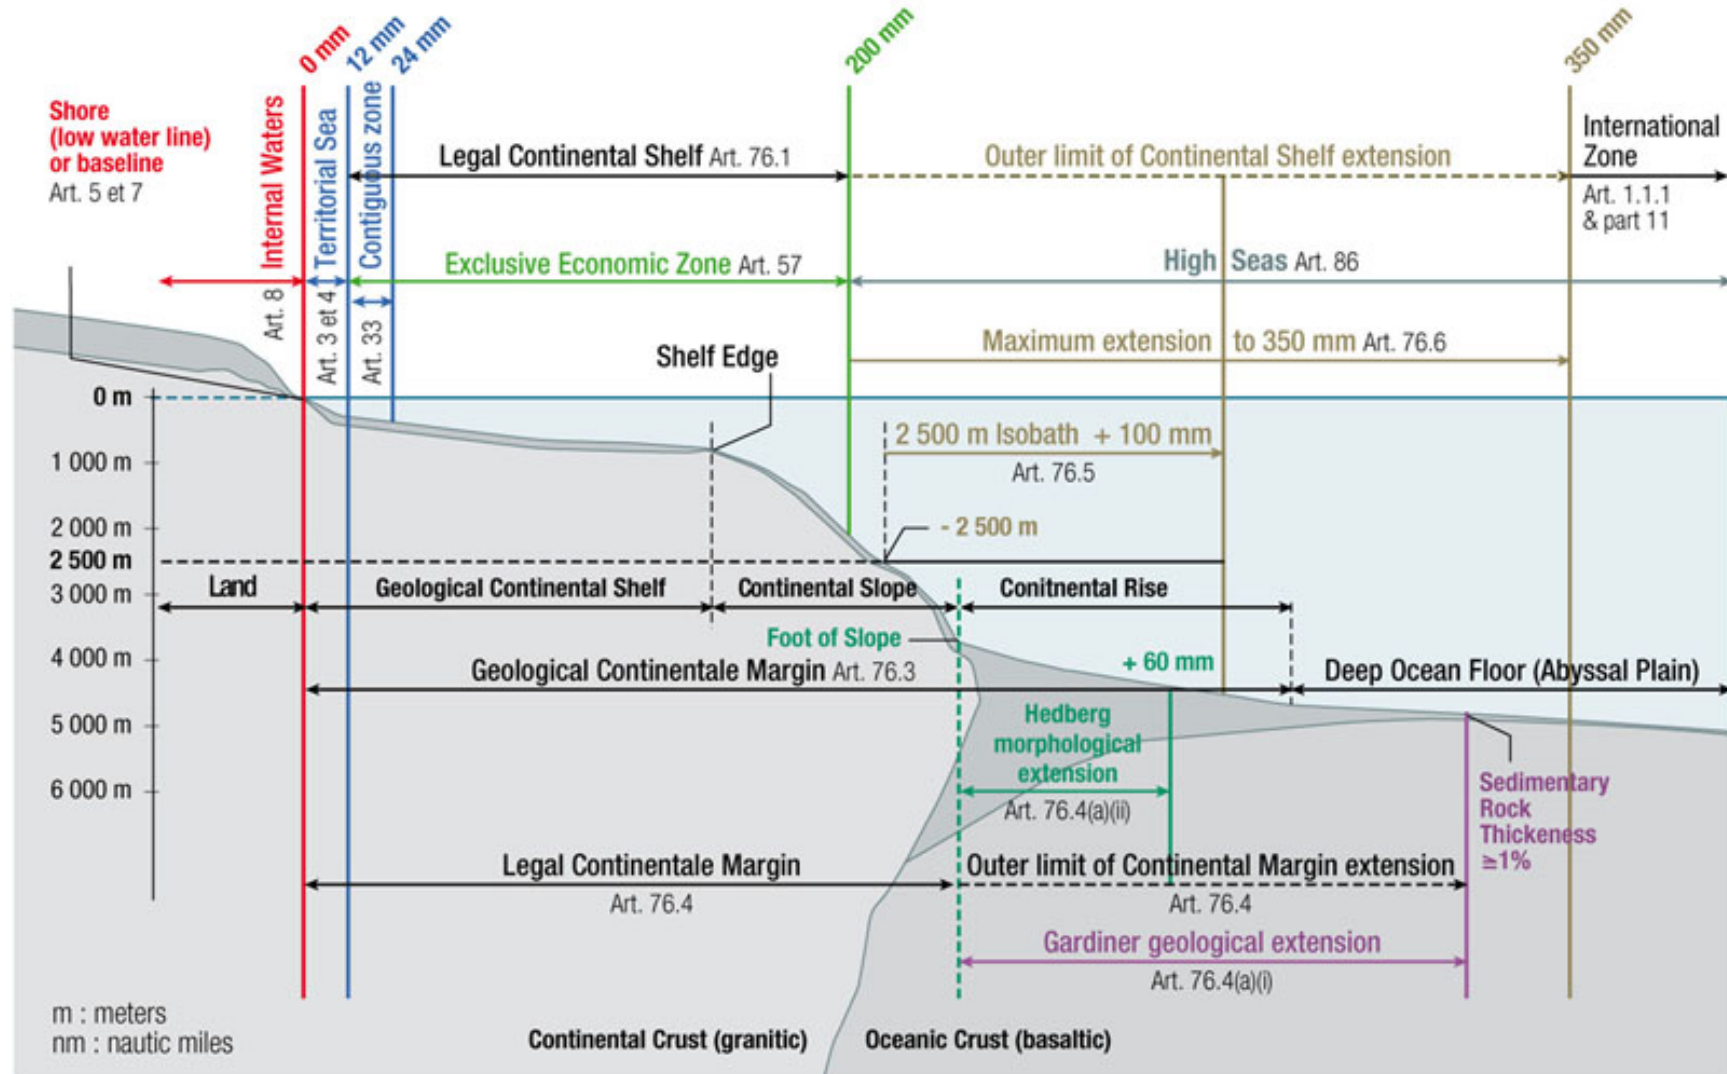 0 mm
12 mm
24 mm
200 mm
350 mm
Shore
(low water line)
or baseline
Art. 5 et 7
Internal Waters
Art. 8
Territorial Sea
Art. 3 et 4
Contiguous zone
Art. 33
Legal Continental Shelf Art. 76.1
Outer limit of Continental Shelf extension
International
Zone
Art. 1.1.1
& part 11
Exclusive Economic Zone Art. 57
High Seas Art. 86
Maximum extension to 350 mm Art. 76.6
Shelf Edge
0 m
1 000 m
2 000 m
2 500 m
3 000 m
4 000 m
5 000 m
6 000 m
2 500 m Isobath + 100 mm
Art. 76.5
- 2 500 m
Land
Geological Continental Shelf
Continental Slope
Conitnental Rise
Foot of Slope
Geological Continentale Margin Art. 76.3
+ 60 mm
Deep Ocean Floor (Abyssal Plain)
Hedberg
morphological
extension
Art. 76.4(a)(ii)
Sedimentary
Rock
Thickeness
≅1%
Legal Continentale Margin
Art. 76.4
Outer limit of Continental Margin extension
Art. 76.4
Gardiner geological extension
Art. 76.4(a)(i)
m : meters
nm : nautic miles
Continental Crust (granitic)
Oceanic Crust (basaltic)